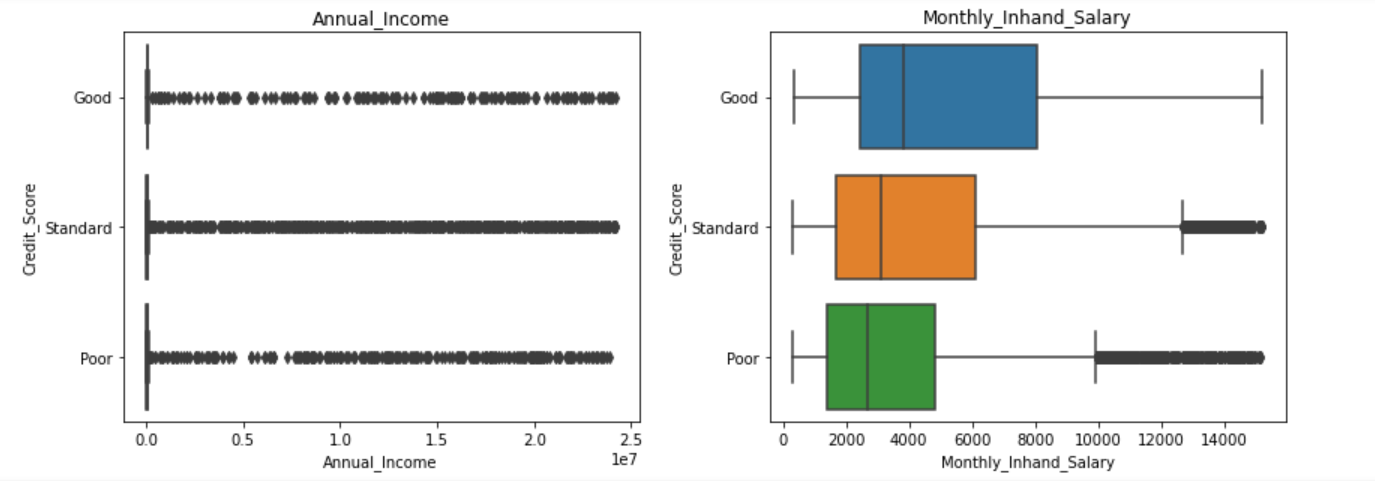 Annual_Income
Good
Standard
Poor
Credit_Score
0.0 0.5 1.0 1.5 2.0 2.5
1e7
Annual_Income
Monthly_Inhand_Salary
Good
Standard
Poor
Credit_Score
0 2000 4000 6000 8000 10000 12000 14000
Monthly_Inhand_Salary